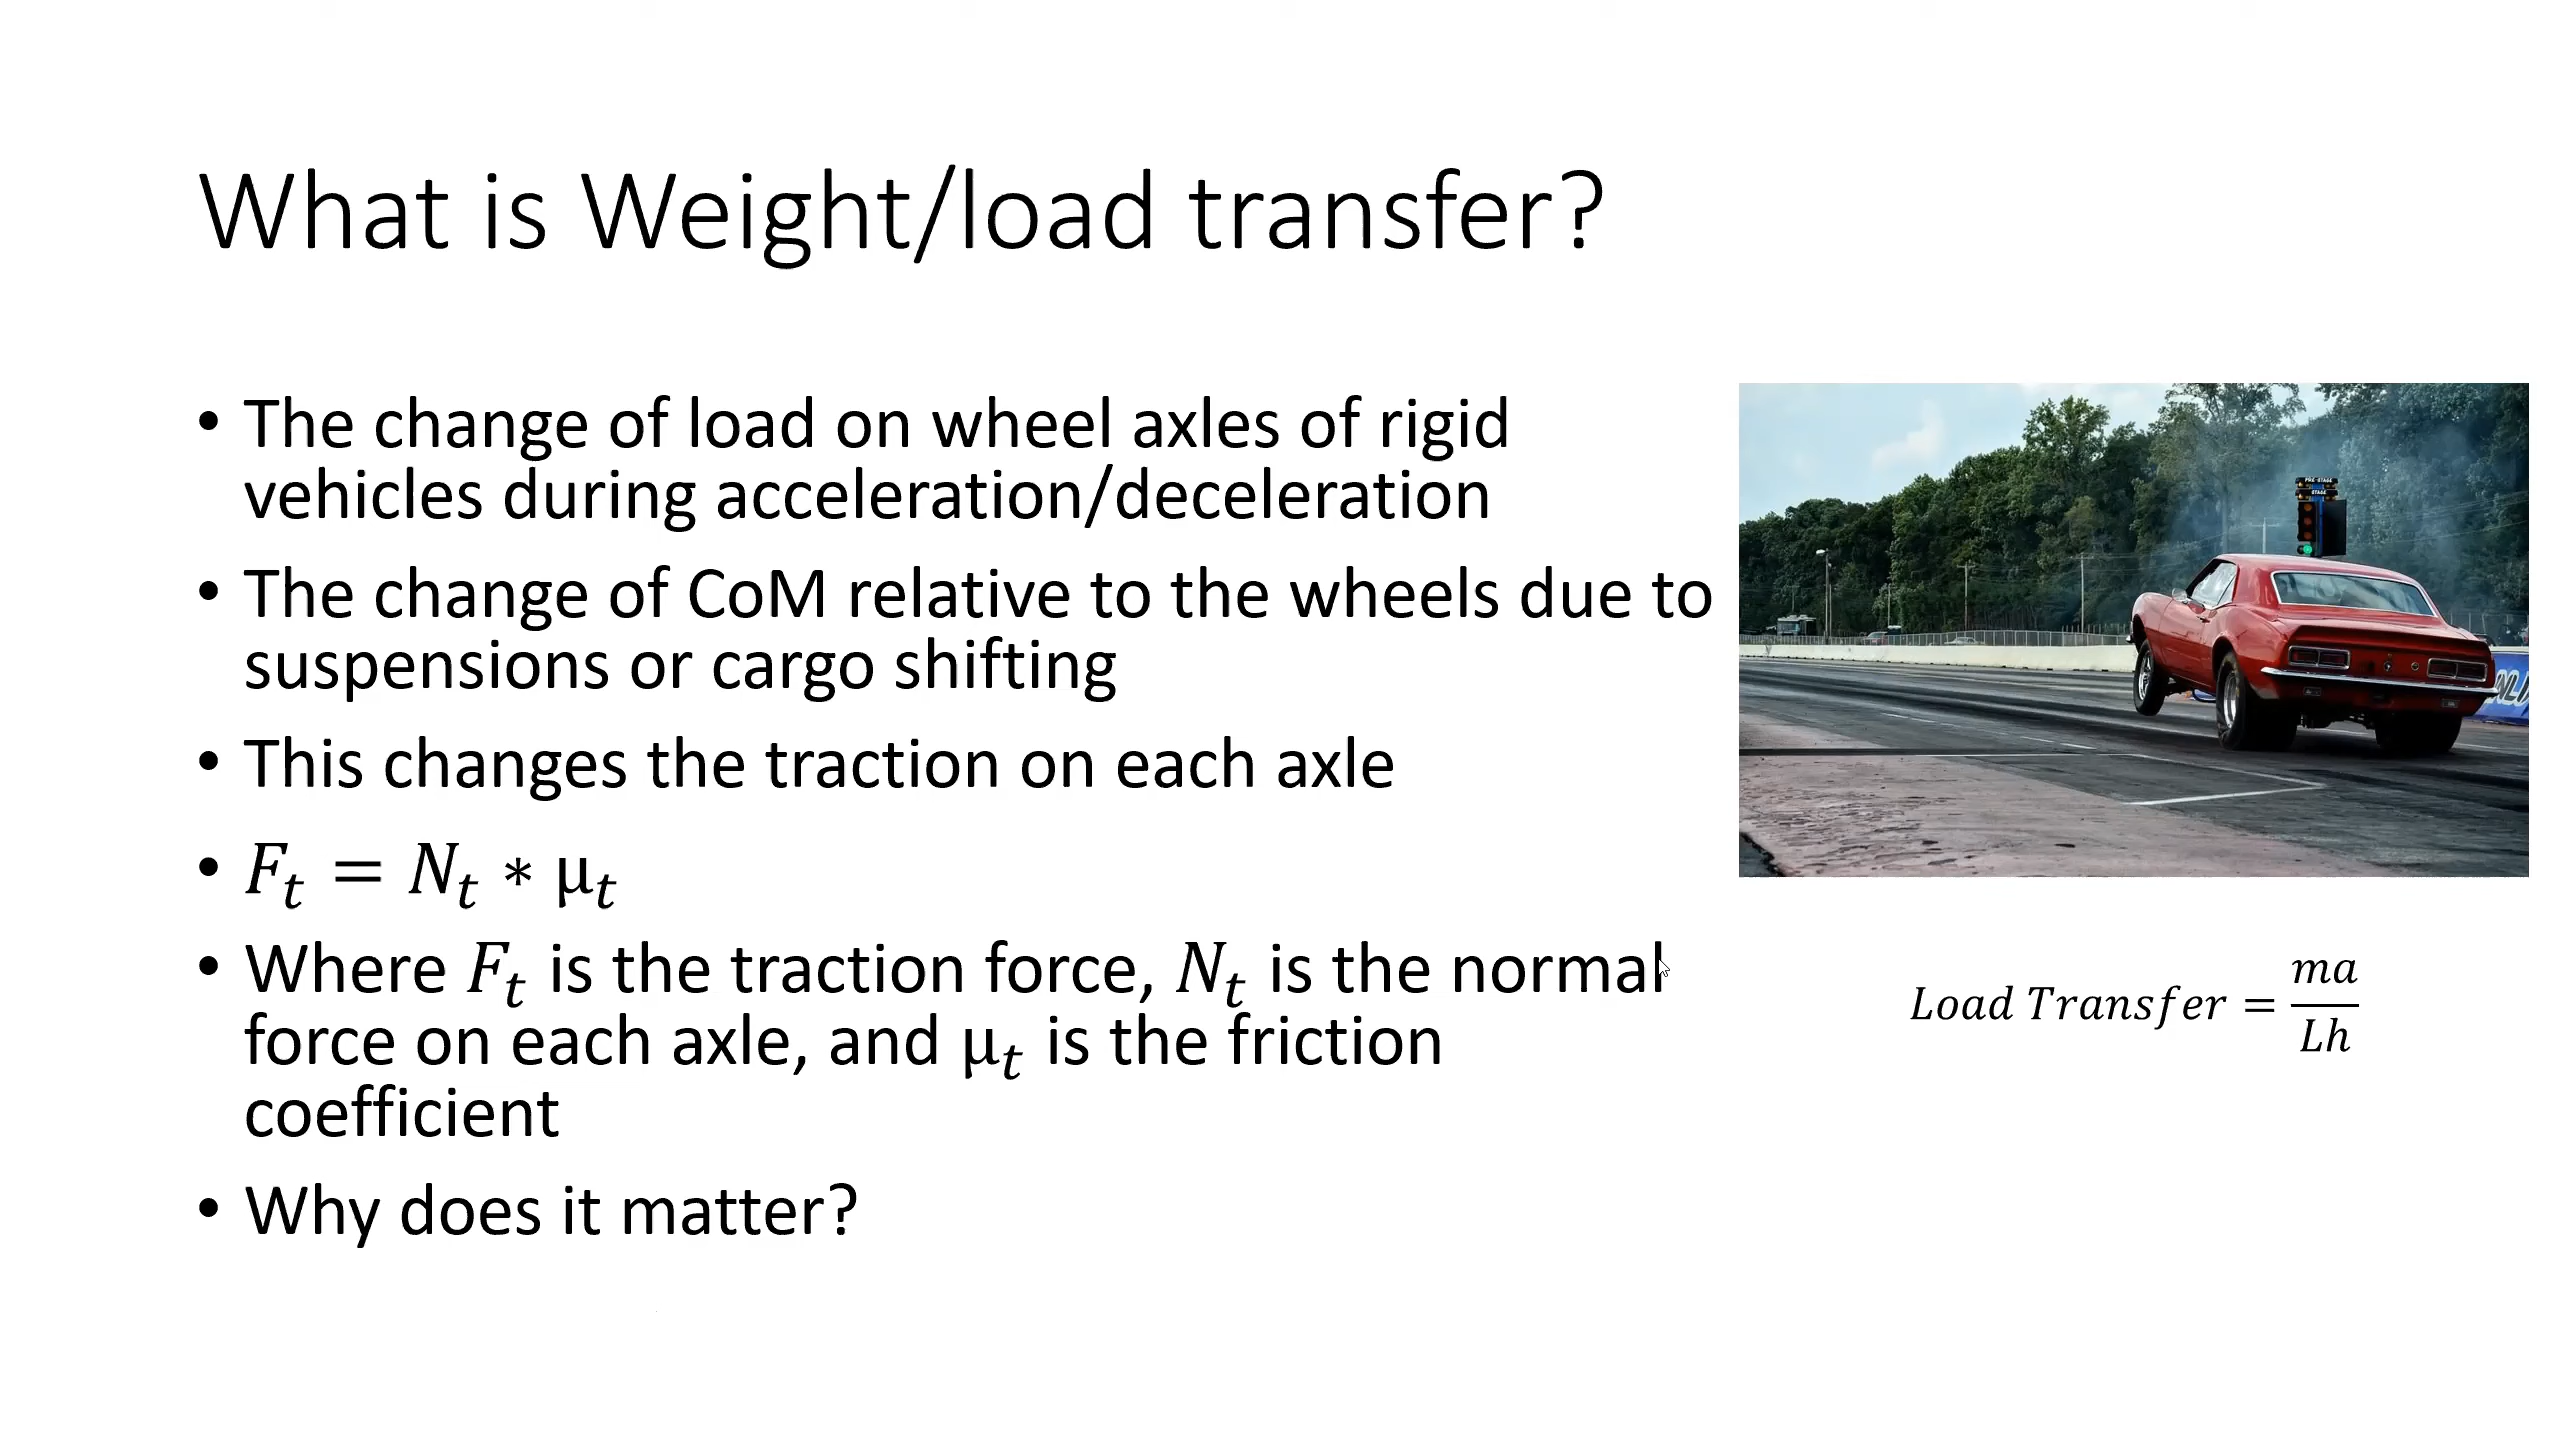 What is Weight/load transfer?
• The change of load on wheel axles of rigid
vehicles during acceleration/deceleration
• The change of CoM relative to the wheels due to
suspensions or cargo shifting
• This changes the traction on each axle
• F_t = N_t * μ_t
• Where F_t is the traction force, N_t is the normal
force on each axle, and μ_t is the friction
coefficient
• Why does it matter?
PRE STAGE
STAGE
Load Transfer = ma/Lh